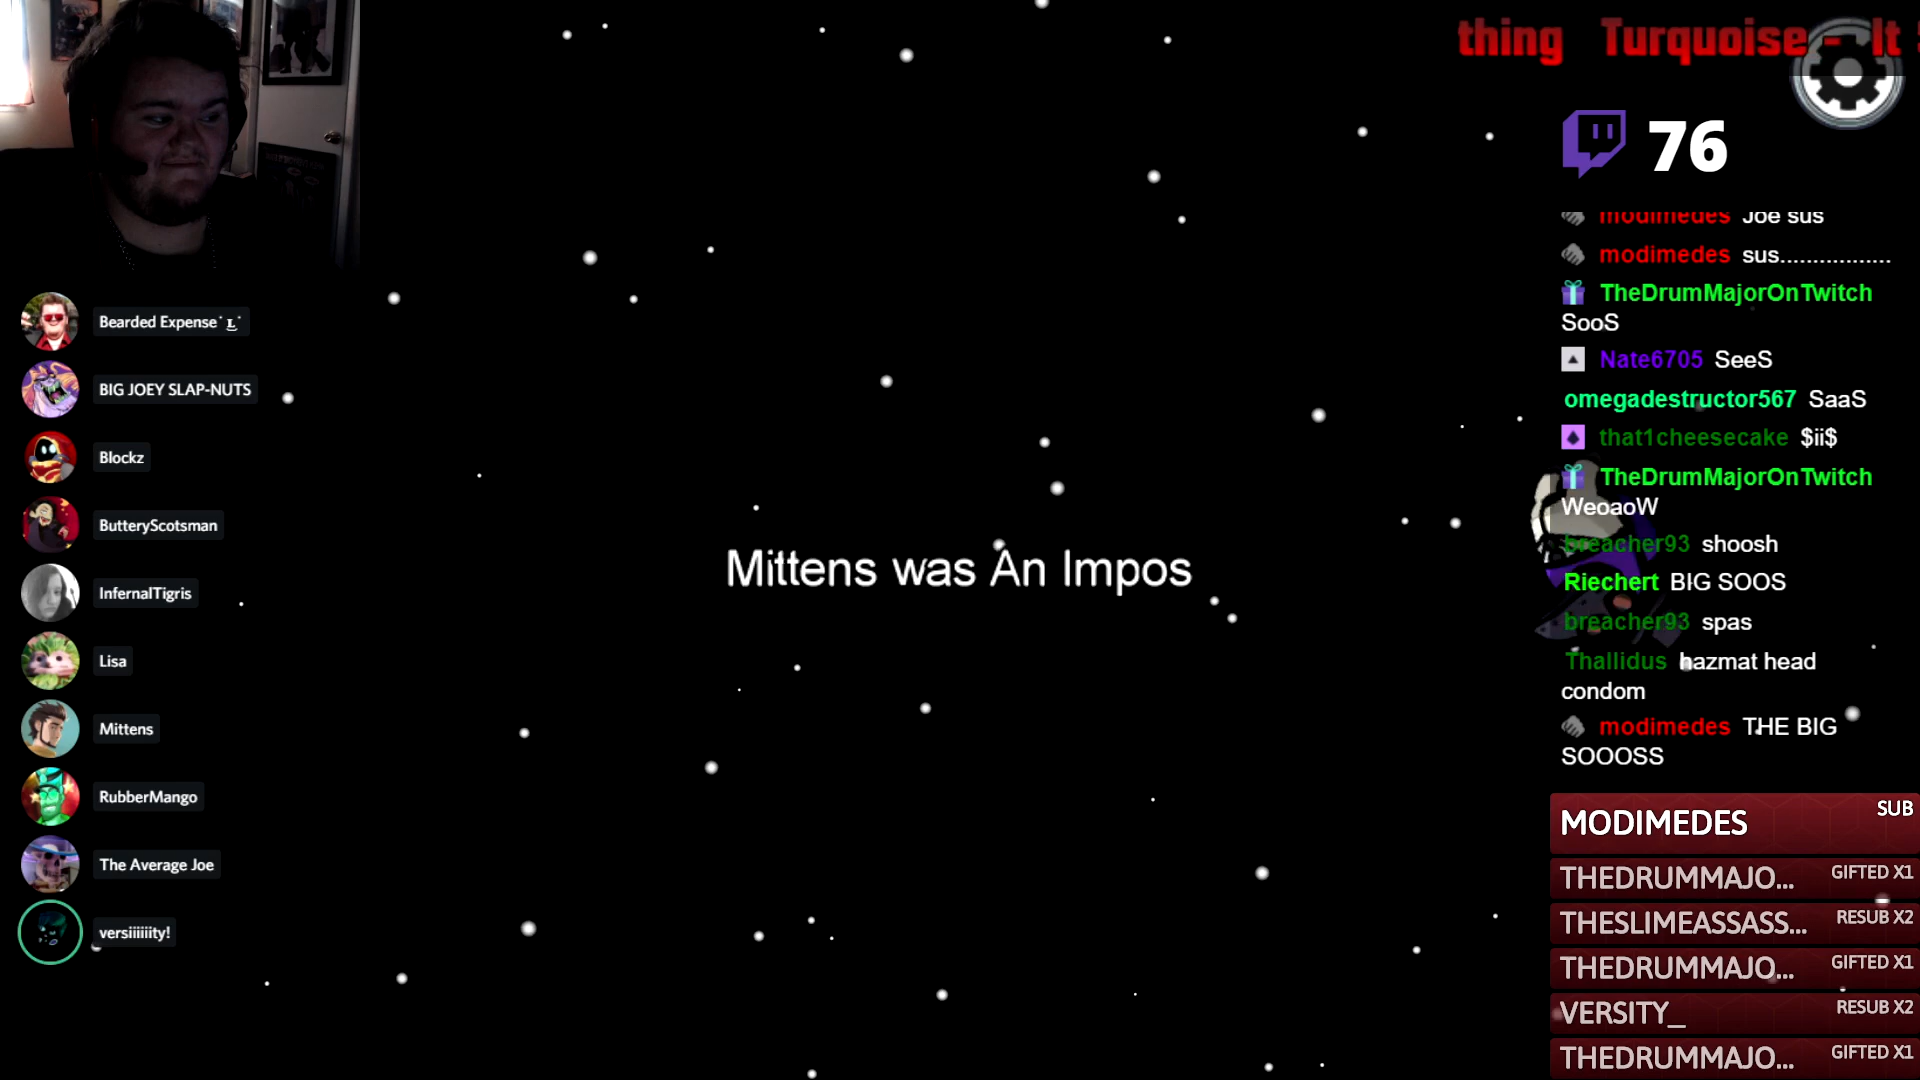 thing Turquoise - It
76
modimedes Joe sus
modimedes sus.................
TheDrumMajorOnTwitch
SooS
Nate6705 SeeS
omegadestructor567 SaaS
that1cheesecake $ii$
TheDrumMajorOnTwitch
WeoaoW
breacher93 shoosh
Riechert BIG SOOS
breacher93 spas
Thallidus hazmat head
condom
modimedes THE BIG
SOOOSS
Bearded Expense
BIG JOEY SLAP-NUTS
Blockz
ButteryScotsman
InfernalTigris
Lisa
Mittens
RubberMango
The Average Joe
versiiiiiity!
Mittens was An Impos
MODIMEDES SUB
THEDRUMMAJO... GIFTED X1
THESLIMEASSASS... RESUB X2
THEDRUMMAJO... GIFTED X1
VERSITY_ RESUB X2
THEDRUMMAJO... GIFTED X1